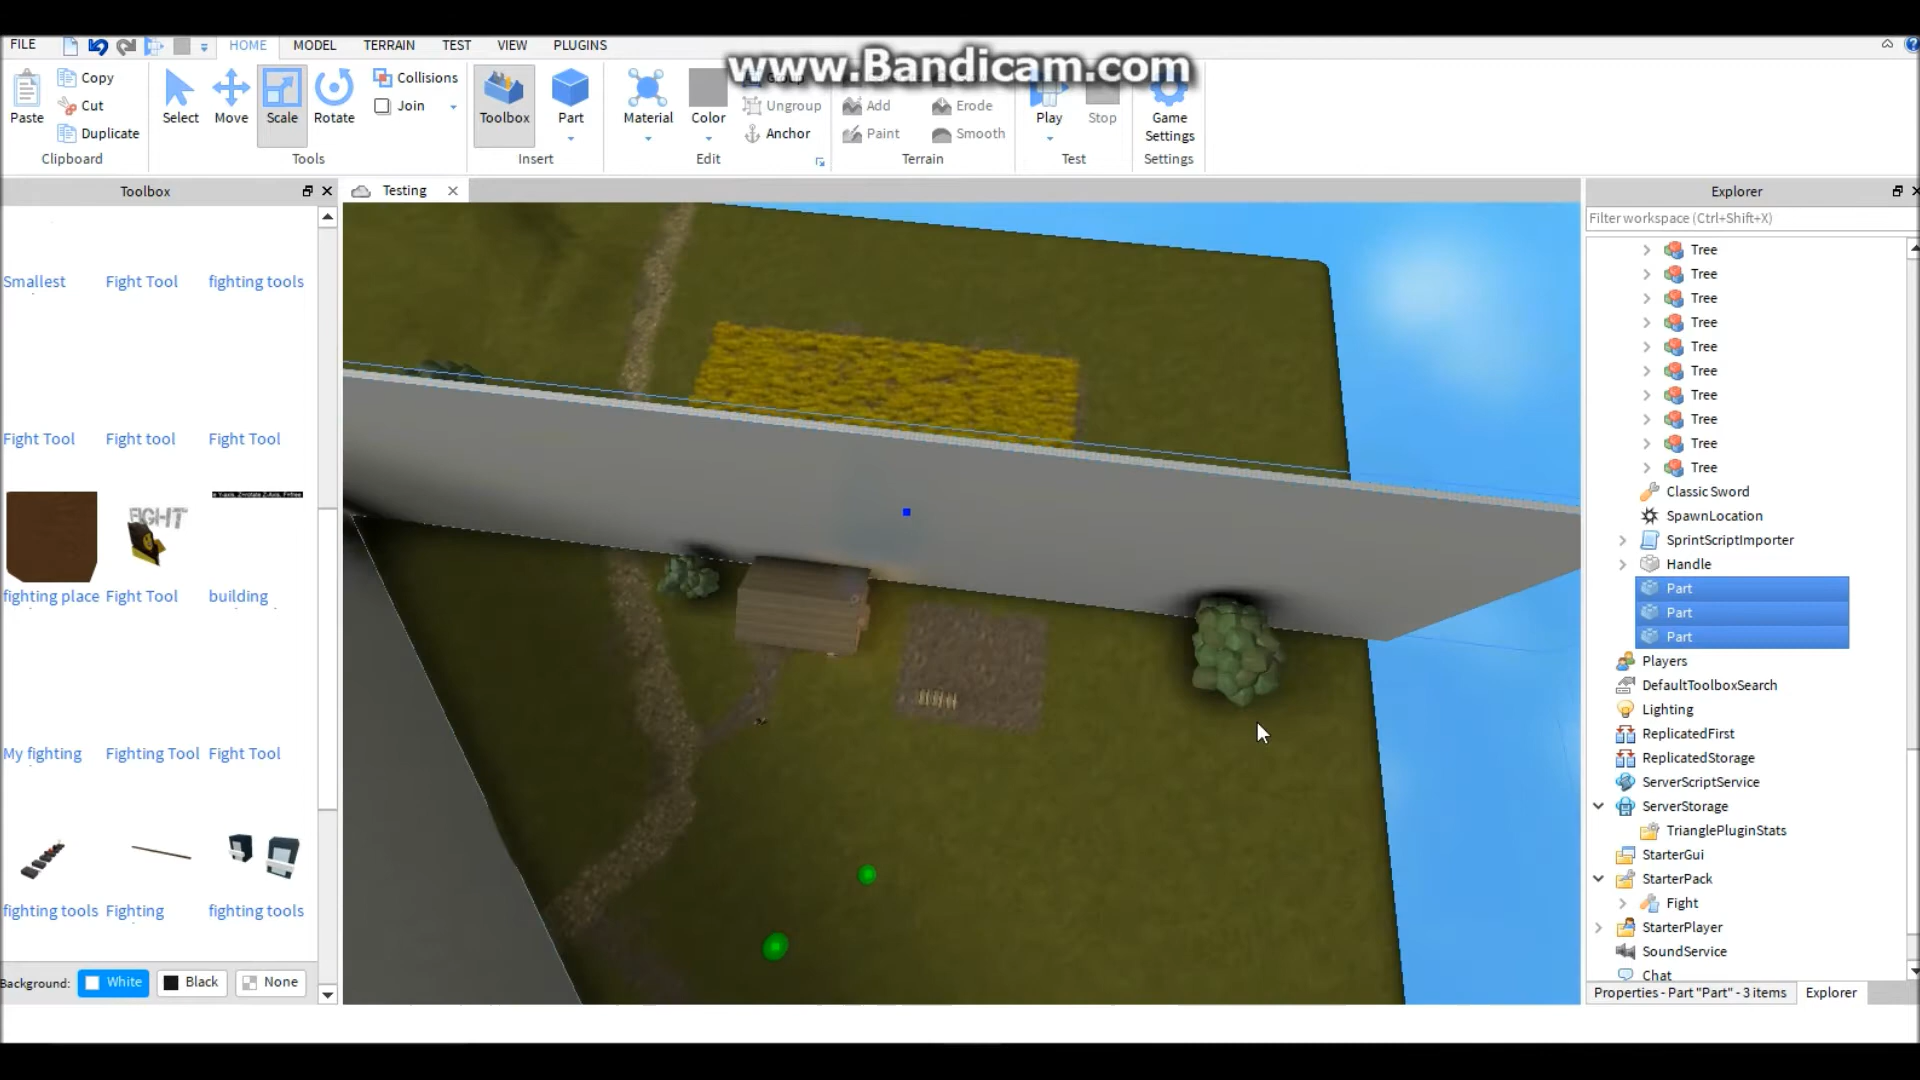 www.Bandicam.com
FILE HOME MODEL TERRAIN TEST VIEW PLUGINS
Paste
Copy
Cut
Duplicate
Clipboard
Select
Move
Scale
Rotate
Collisions
Join
Tools
Toolbox
Part
Insert
Material
Color
Ungroup
Anchor
Edit
Add
Erode
Paint
Smooth
Terrain
Play
Stop
Test
Game
Settings
Settings
Toolbox
Smallest Fight Tool fighting tools
Fight Tool Fight tool Fight Tool
FIGHT
fighting place Fight Tool building
My fighting Fighting Tool Fight Tool
fighting tools Fighting fighting tools
Background: White Black None
Testing
Explorer
Filter workspace (Ctrl+Shift+X)
Tree
Tree
Tree
Tree
Tree
Tree
Tree
Tree
Tree
Tree
Classic Sword
SpawnLocation
SprintScriptImporter
Handle
Part
Part
Part
Players
DefaultToolboxSearch
Lighting
ReplicatedFirst
ReplicatedStorage
ServerScriptService
ServerStorage
TrianglePluginStats
StarterGui
StarterPack
Fight
StarterPlayer
SoundService
Chat
Properties - Part "Part" - 3 items
Explorer